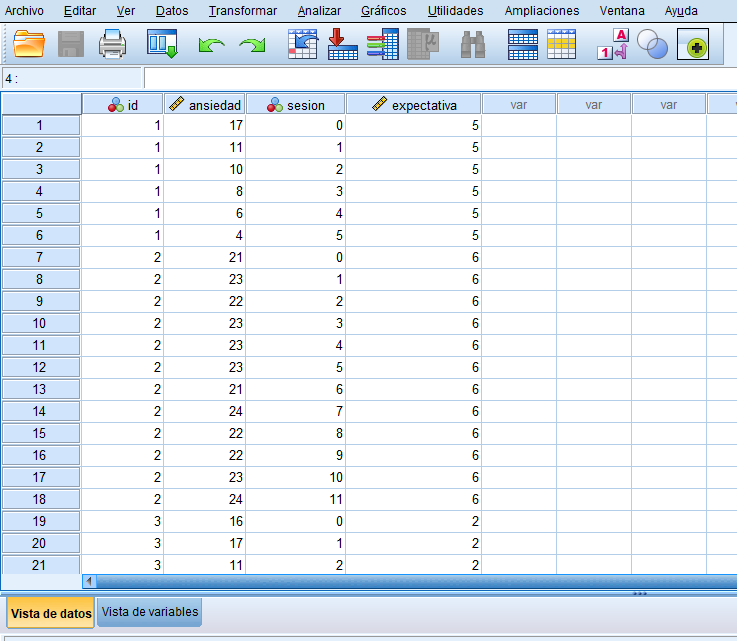 Archivo Editar Ver Datos Transformar Analizar Gráficos Utilidades Ampliaciones Ventana Ayuda
A
1
μ
4 :
id ansiedad sesion expectativa var var var
1 1 17 0 5
2 1 11 1 5
3 1 10 2 5
4 1 8 3 5
5 1 6 4 5
6 1 4 5 5
7 2 21 0 6
8 2 23 1 6
9 2 22 2 6
10 2 23 3 6
11 2 23 4 6
12 2 23 5 6
13 2 21 6 6
14 2 24 7 6
15 2 22 8 6
16 2 22 9 6
17 2 23 10 6
18 2 24 11 6
19 3 16 0 2
20 3 17 1 2
21 3 11 2 2
Vista de datos Vista de variables